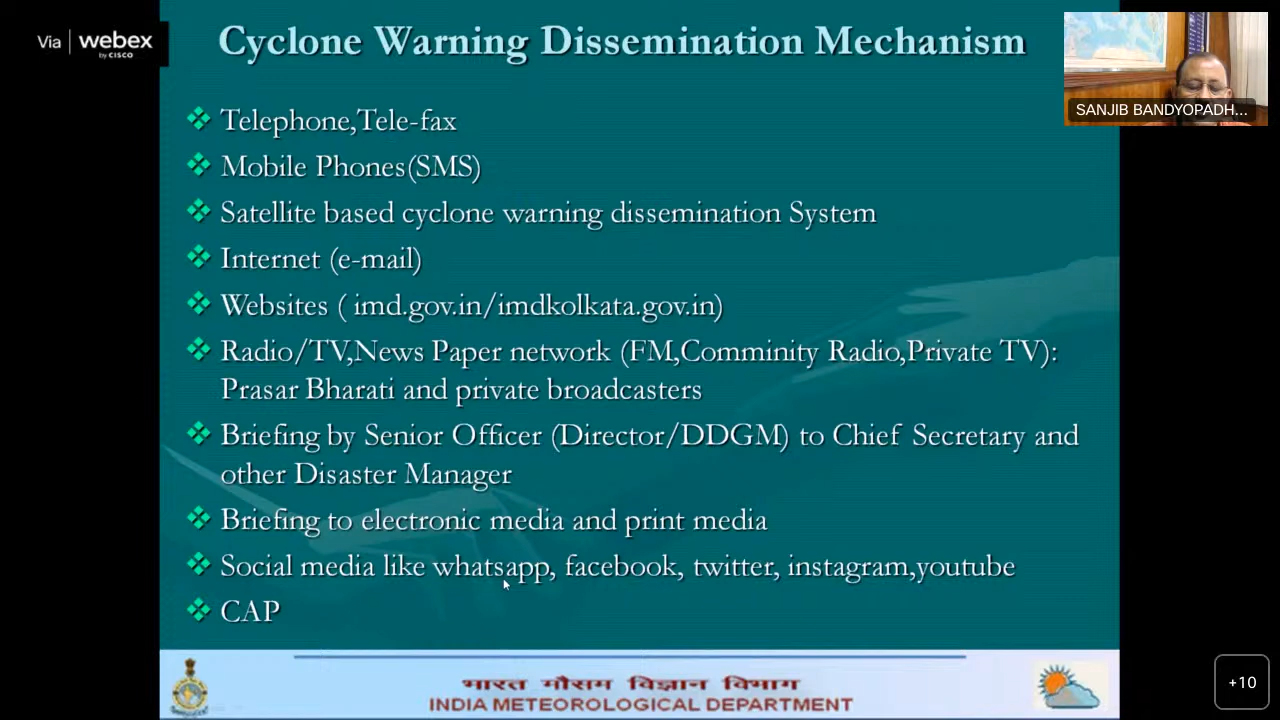 Via webex
by CISCO
Cyclone Warning Dissemination Mechanism
SANJIB BANDYOPADH...
Telephone,Tele-fax
Mobile Phones(SMS)
Satellite based cyclone warning dissemination System
Internet (e-mail)
Websites ( imd.gov.in/imdkolkata.gov.in)
Radio/TV,News Paper network (FM,Comminity Radio,Private TV):
Prasar Bharati and private broadcasters
Briefing by Senior Officer (Director/DDGM) to Chief Secretary and
other Disaster Manager
Briefing to electronic media and print media
Social media like whatsapp, facebook, twitter, instagram,youtube
CAP
भारत मौसम विज्ञान विभाग
INDIA METEOROLOGICAL DEPARTMENT
+10